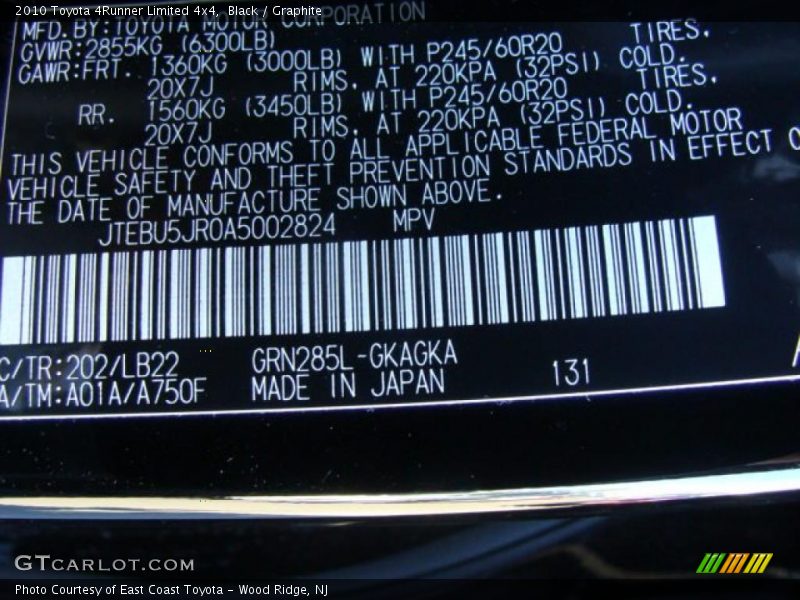 2010 Toyota 4Runner Limited 4x4, Black / Graphite
MFD.BY:TOYOTA MOTOR CORPORATION
GVWR:2855KG (6300LB)
GAWR:FRT. 1360KG (3000LB) WITH P245/60R20 TIRES,
20X7J RIMS, AT 220KPA (32PSI) COLD.
RR. 1560KG (3450LB) WITH P245/60R20 TIRES,
20X7J RIMS, AT 220KPA (32PSI) COLD.
THIS VEHICLE CONFORMS TO ALL APPLICABLE FEDERAL MOTOR
VEHICLE SAFETY AND THEFT PREVENTION STANDARDS IN EFFECT O
THE DATE OF MANUFACTURE SHOWN ABOVE.
JTEBU5JR0A5002824 MPV
C/TR:202/LB22 GRN285L-GKAGKA
A/TM:A01A/A750F MADE IN JAPAN 131
GTCARLOT.COM
Photo Courtesy of East Coast Toyota - Wood Ridge, NJ